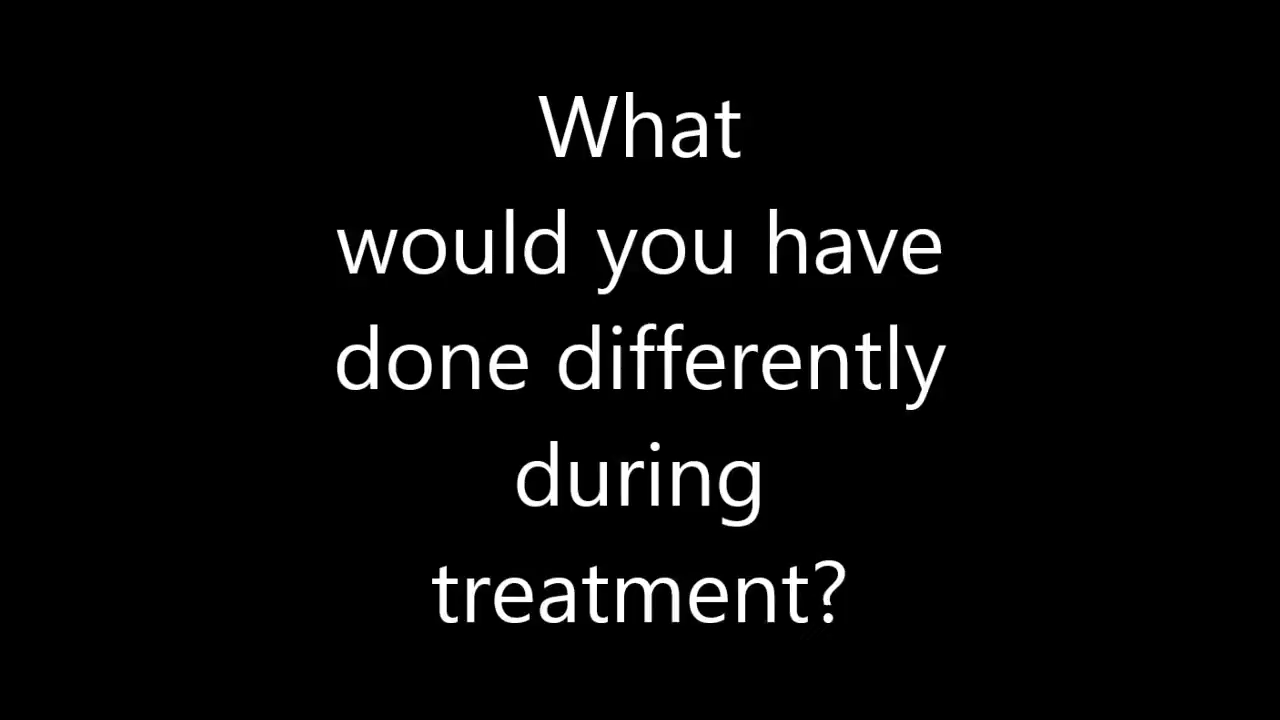 What
would you have
done differently
during
treatment?